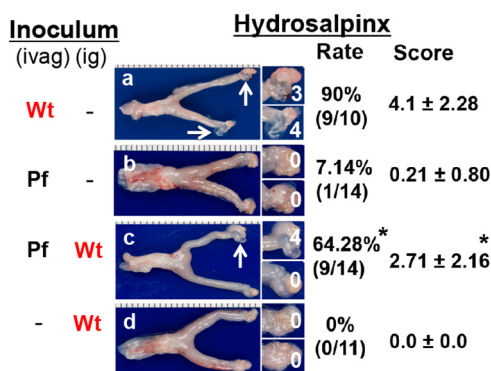 Inoculum Hydrosalpinx
(ivag) (ig) Rate Score
Wt - a 3 4 90% (9/10) 4.1 ± 2.28
Pf - b 0 0 7.14% (1/14) 0.21 ± 0.80
Pf Wt c 4 0 64.28%* (9/14) 2.71 ± 2.16*
- Wt d 0 0 0% (0/11) 0.0 ± 0.0